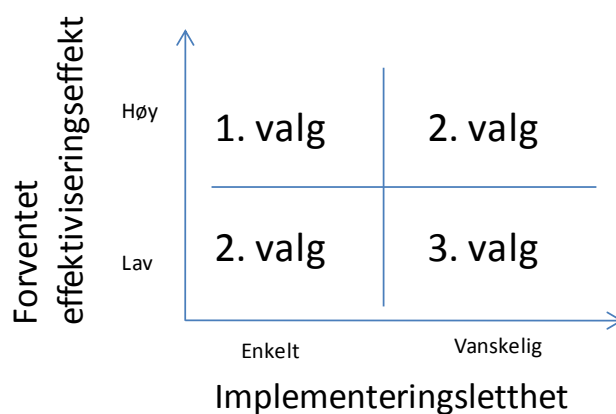 Forventet
effektiviseringseffekt
Høy
1. valg
2. valg
Lav
2. valg
3. valg
Enkelt
Vanskelig
Implementeringsletthet